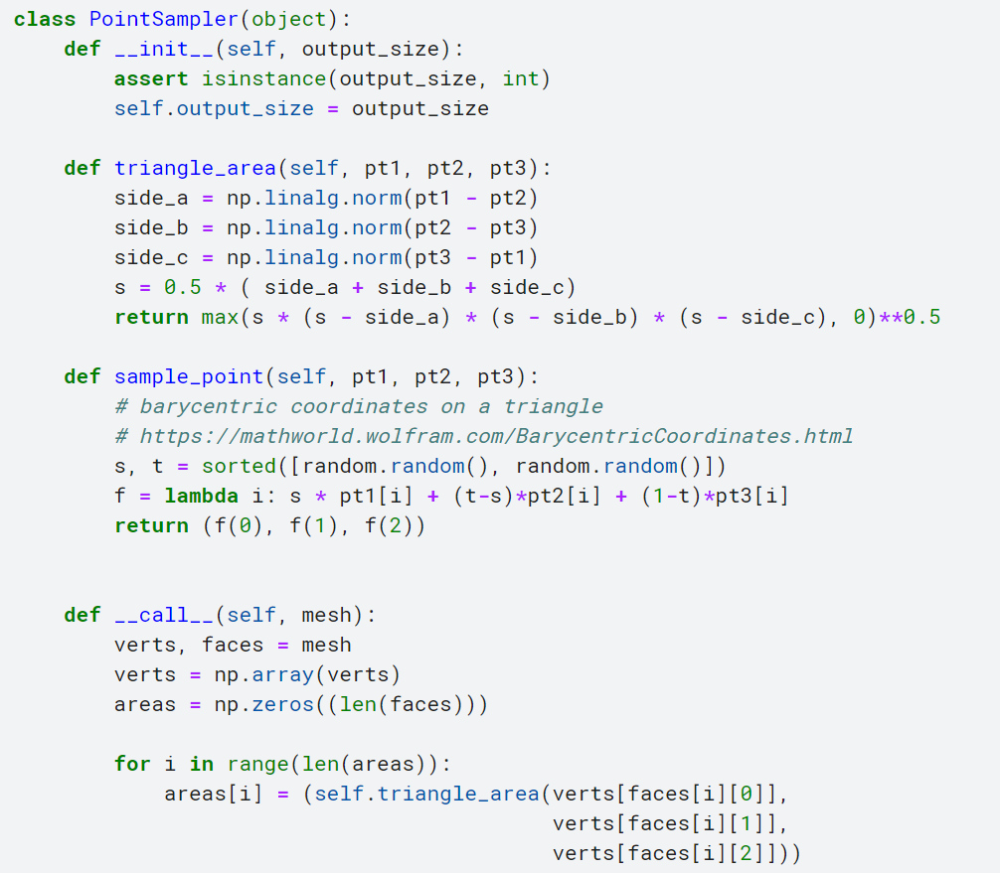 class PointSampler(object):
    def __init__(self, output_size):
        assert isinstance(output_size, int)
        self.output_size = output_size

    def triangle_area(self, pt1, pt2, pt3):
        side_a = np.linalg.norm(pt1 - pt2)
        side_b = np.linalg.norm(pt2 - pt3)
        side_c = np.linalg.norm(pt3 - pt1)
        s = 0.5 * ( side_a + side_b + side_c)
        return max(s * (s - side_a) * (s - side_b) * (s - side_c), 0)**0.5

    def sample_point(self, pt1, pt2, pt3):
        # barycentric coordinates on a triangle
        # https://mathworld.wolfram.com/BarycentricCoordinates.html
        s, t = sorted([random.random(), random.random()])
        f = lambda i: s * pt1[i] + (t-s)*pt2[i] + (1-t)*pt3[i]
        return (f(0), f(1), f(2))


    def __call__(self, mesh):
        verts, faces = mesh
        verts = np.array(verts)
        areas = np.zeros((len(faces)))

        for i in range(len(areas)):
            areas[i] = (self.triangle_area(verts[faces[i][0]],
                                           verts[faces[i][1]],
                                           verts[faces[i][2]]))